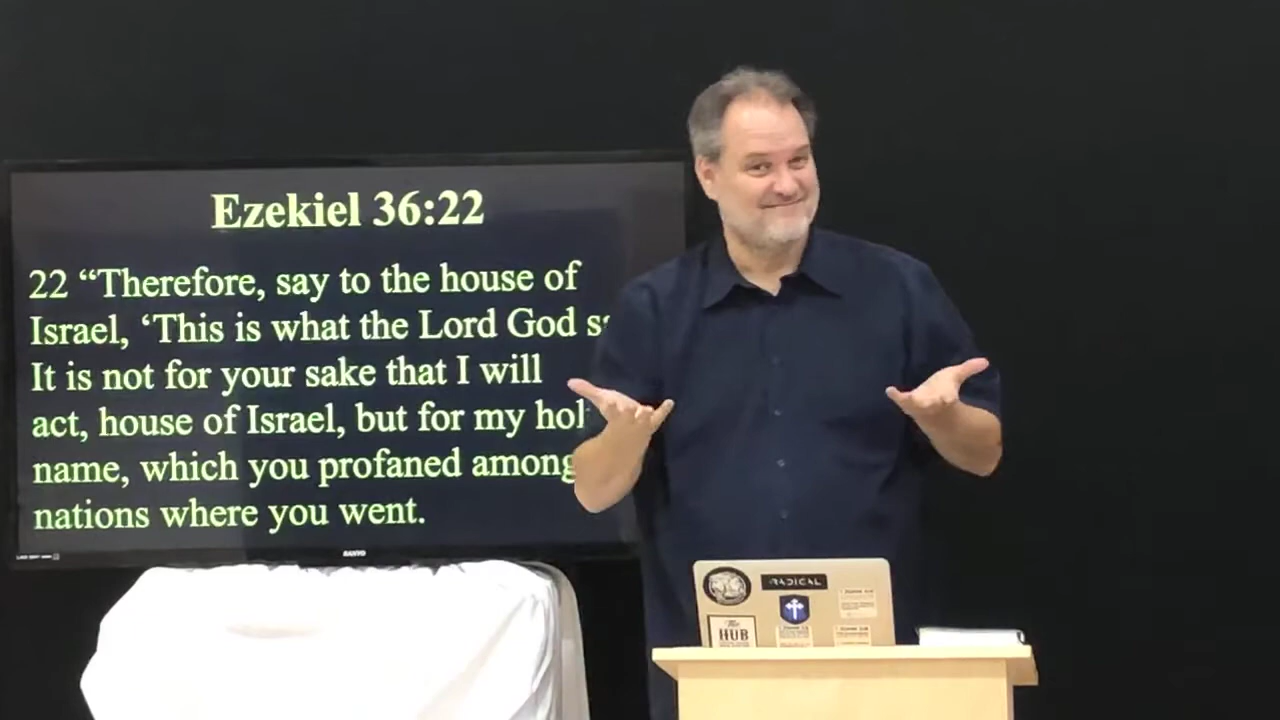 Ezekiel 36:22
22 “Therefore, say to the house of
Israel, ‘This is what the Lord God
It is not for your sake that I will
act, house of Israel, but for my
name, which you profaned among
nations where you went.
SANYO
RADICAL
The
HUB